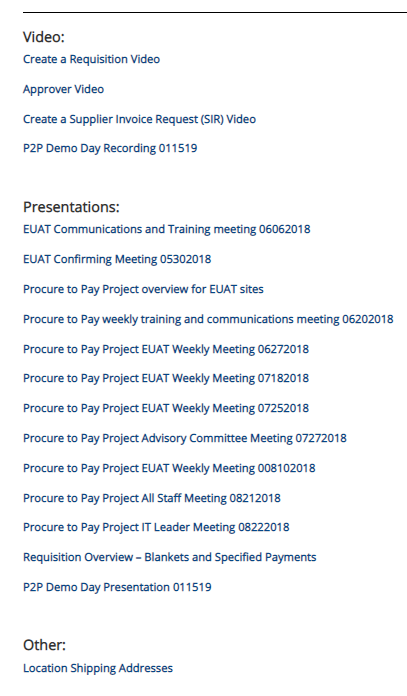 Video:
Create a Requisition Video
Approver Video
Create a Supplier Invoice Request (SIR) Video
P2P Demo Day Recording 011519
Presentations:
EUAT Communications and Training meeting 06062018
EUAT Confirming Meeting 05302018
Procure to Pay Project overview for EUAT sites
Procure to Pay weekly training and communications meeting 06202018
Procure to Pay Project EUAT Weekly Meeting 06272018
Procure to Pay Project EUAT Weekly Meeting 07182018
Procure to Pay Project EUAT Weekly Meeting 07252018
Procure to Pay Project Advisory Committee Meeting 07272018
Procure to Pay Project EUAT Weekly Meeting 008102018
Procure to Pay Project All Staff Meeting 08212018
Procure to Pay Project IT Leader Meeting 08222018
Requisition Overview – Blankets and Specified Payments
P2P Demo Day Presentation 011519
Other:
Location Shipping Addresses